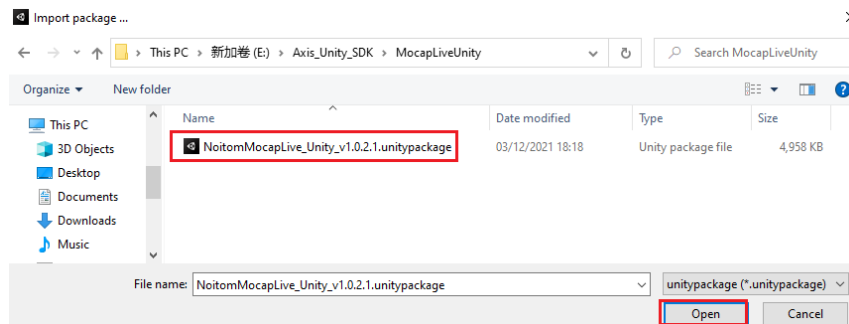 Import package ...
This PC > 新加卷 (E:) > Axis_Unity_SDK > MocapLiveUnity
Search MocapLiveUnity
Organize
New folder
Name
Date modified
Type
Size
This PC
3D Objects
Desktop
Documents
Downloads
Music
NoitomMocapLive_Unity_v1.0.2.1.unitypackage
03/12/2021 18:18
Unity package file
4,958 KB
File name:
NoitomMocapLive_Unity_v1.0.2.1.unitypackage
unitypackage (*.unitypackage)
Open
Cancel